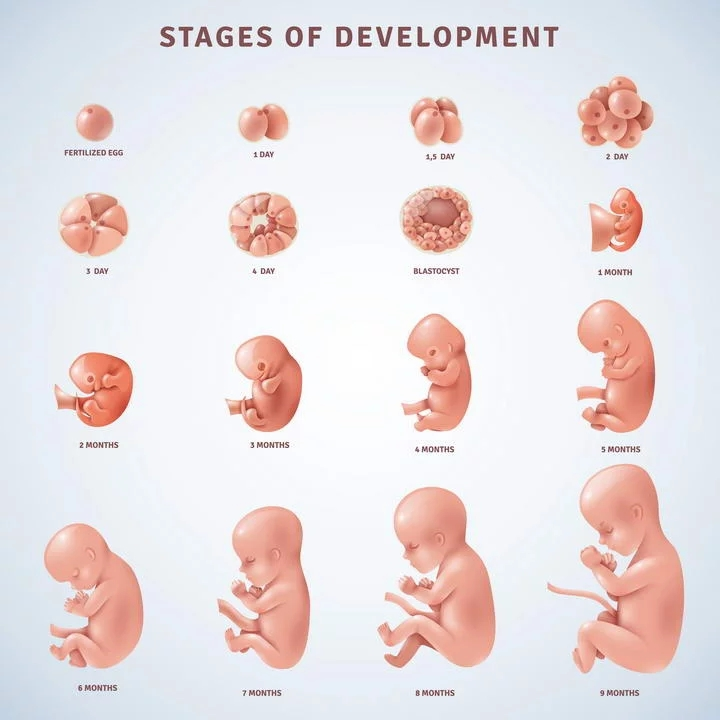 STAGES OF DEVELOPMENT
FERTILIZED EGG
1 DAY
1,5 DAY
2 DAY
3 DAY
4 DAY
BLASTOCYST
1 MONTH
2 MONTHS
3 MONTHS
4 MONTHS
5 MONTHS
6 MONTHS
7 MONTHS
8 MONTHS
9 MONTHS